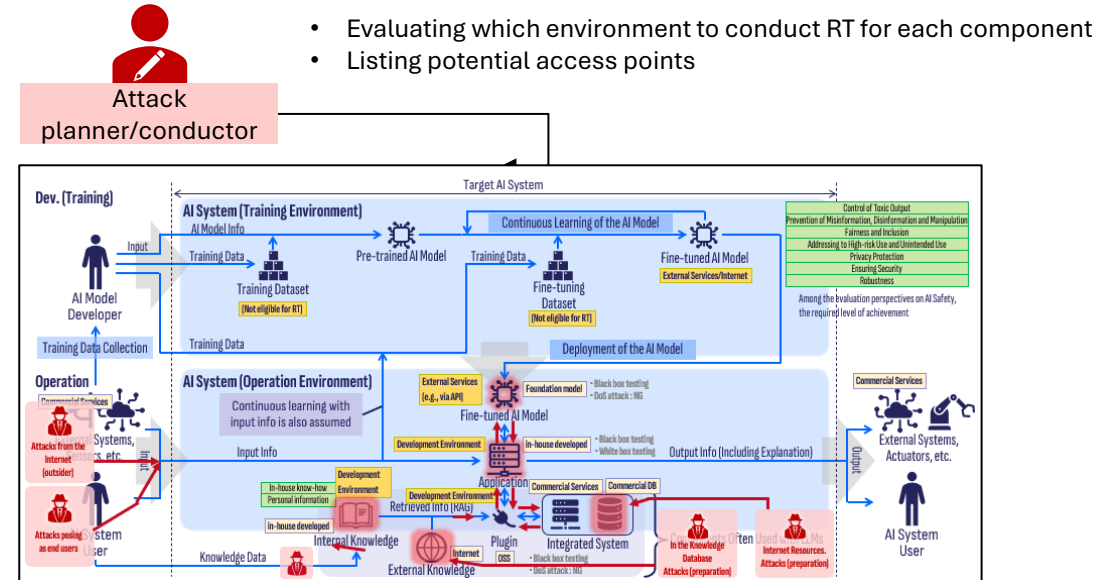 • Evaluating which environment to conduct RT for each component
• Listing potential access points
Attack
planner/conductor
Target AI System
Dev. (Training)
AI System (Training Environment)
AI Model Info
Input
Training Data
AI Model
Developer
Training Dataset
(Not eligible for RT)
Pre-trained AI Model
Continuous Learning of the AI Model
Training Data
Fine-tuning
Dataset
(Not eligible for RT)
Fine-tuned AI Model
External Services/Internet
Control of Toxic Output
Prevention of Misinformation, Disinformation and Manipulation
Fairness and Inclusion
Addressing to High-risk Use and Unintended Use
Privacy Protection
Ensuring Security
Robustness
Among the evaluation perspectives on AI Safety,
the required level of achievement
Training Data Collection
Training Data
Deployment of the AI Model
Operation
AI System (Operation Environment)
Commercial Services
Continuous learning with
input info is also assumed
External Services
(e.g., via API)
Foundation model
• Black box testing
• DoS attack : NG
Fine-tuned AI Model
Attacks from the
Internet
(outsider)
Systems,
etc.
Input
Input Info
Development Environment
in-house developed
• Black box testing
• White box testing
Application
Output Info (Including Explanation)
Output
Commercial Services
External Systems,
Actuators, etc.
Attacks posing
as end users
System
User
In-house know-how
Personal information
Development
Environment
in-house developed
Internal Knowledge
Development Environment
Retrieved Info (RAG)
Commercial Services
Commercial DB
Plugin
OSS
Integrated System
• Black box testing
• DoS attack : NG
Knowledge Data
Internet
External Knowledge
Often Used
LLMs
In the Knowledge
Database
Attacks (preparation)
Internet Resources.
Attacks (preparation)
AI System
User